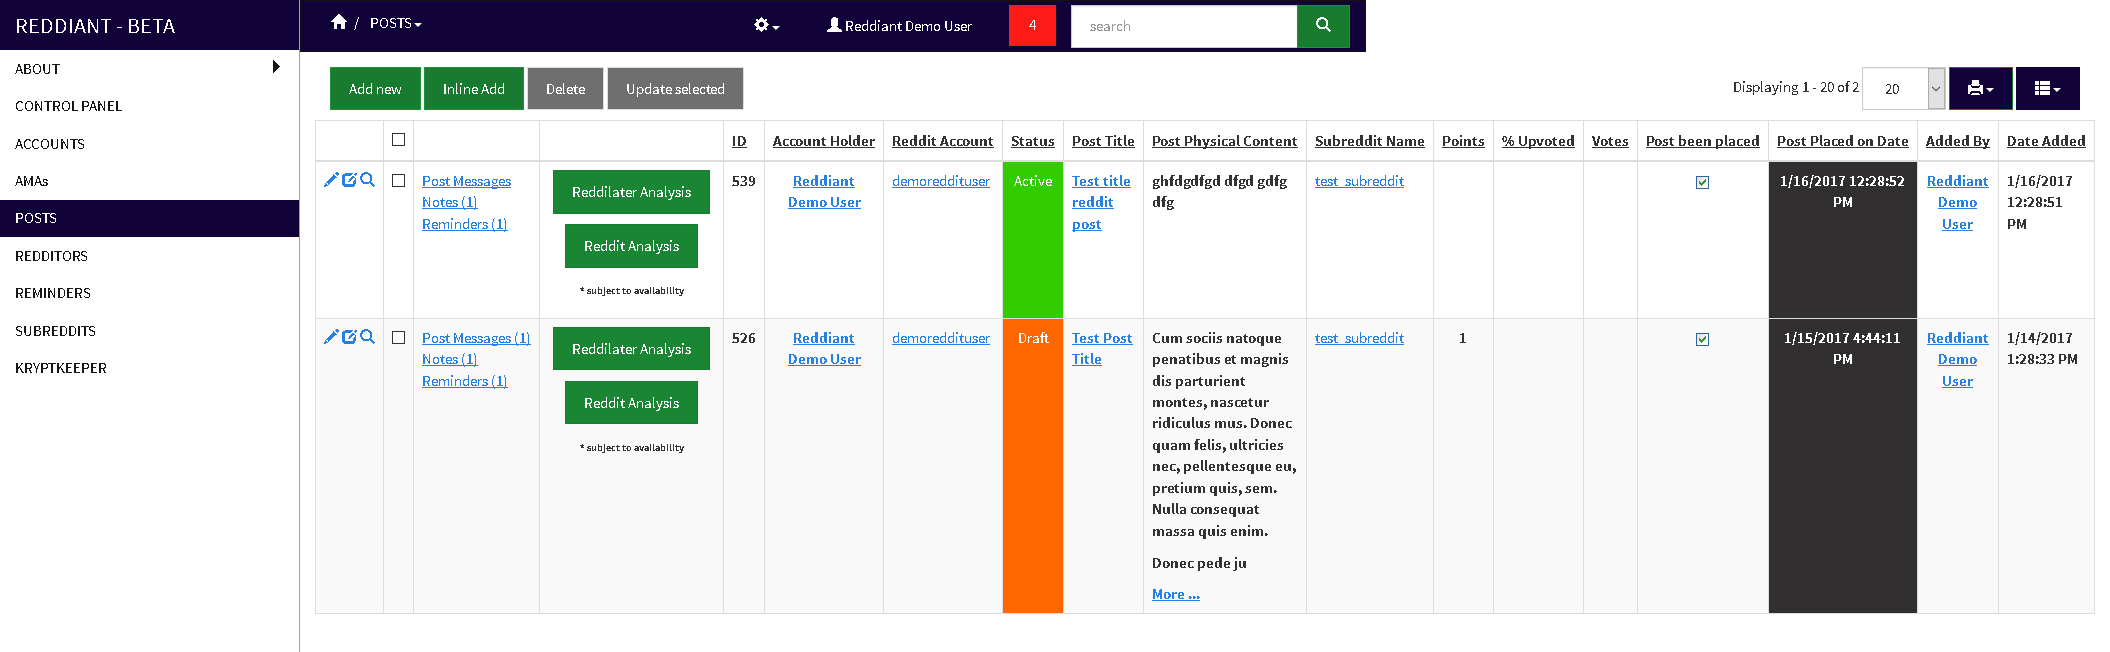 REDDIANT - BETA
/ POSTS
Reddiant Demo User
4
search
ABOUT
CONTROL PANEL
ACCOUNTS
AMAs
POSTS
REDDITORS
REMINDERS
SUBREDDITS
KRYPTKEEPER
Add new
Inline Add
Delete
Update selected
Displaying 1 - 20 of 2
20
ID
Account Holder
Reddit Account
Status
Post Title
Post Physical Content
Subreddit Name
Points
% Upvoted
Votes
Post been placed
Post Placed on Date
Added By
Date Added
Post Messages
Notes (1)
Reminders (1)
Reddilater Analysis
Reddit Analysis
* subject to availability
539
Reddiant
Demo User
demoreddituser
Active
Test title
reddit
post
ghfdgdfgd dfgd gdfg
dfg
test_subreddit
1/16/2017 12:28:52
PM
Reddiant
Demo
User
1/16/2017
12:28:51
PM
Post Messages (1)
Notes (1)
Reminders (1)
Reddilater Analysis
Reddit Analysis
* subject to availability
526
Reddiant
Demo User
demoreddituser
Draft
Test Post
Title
Cum sociis natoque
penatibus et magnis
dis parturient
montes, nascetur
ridiculus mus. Donec
quam felis, ultricies
nec, pellentesque eu,
pretium quis, sem.
Nulla consequat
massa quis enim.
Donec pede ju
More ...
test_subreddit
1
1/15/2017 4:44:11
PM
Reddiant
Demo
User
1/14/2017
1:28:33 PM